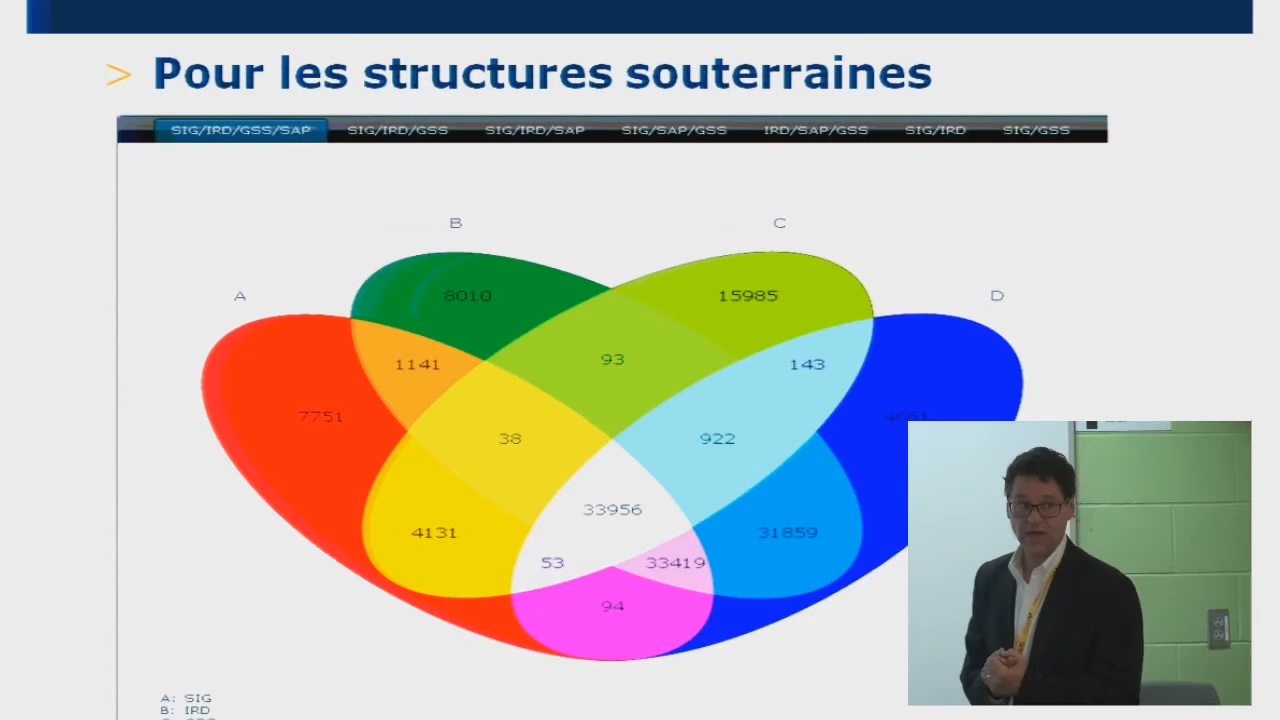 > Pour les structures souterraines
SIG/IRD/GSS/SAP SIG/IRD/GSS SIG/IRD/SAP SIG/SAP/GSS IRD/SAP/GSS SIG/IRD SIG/GSS
B C
A D
8010 15985
93
1141 143
7751
38 922
33956
4131 31859
53 33419
94
A: SIG
B: IRD